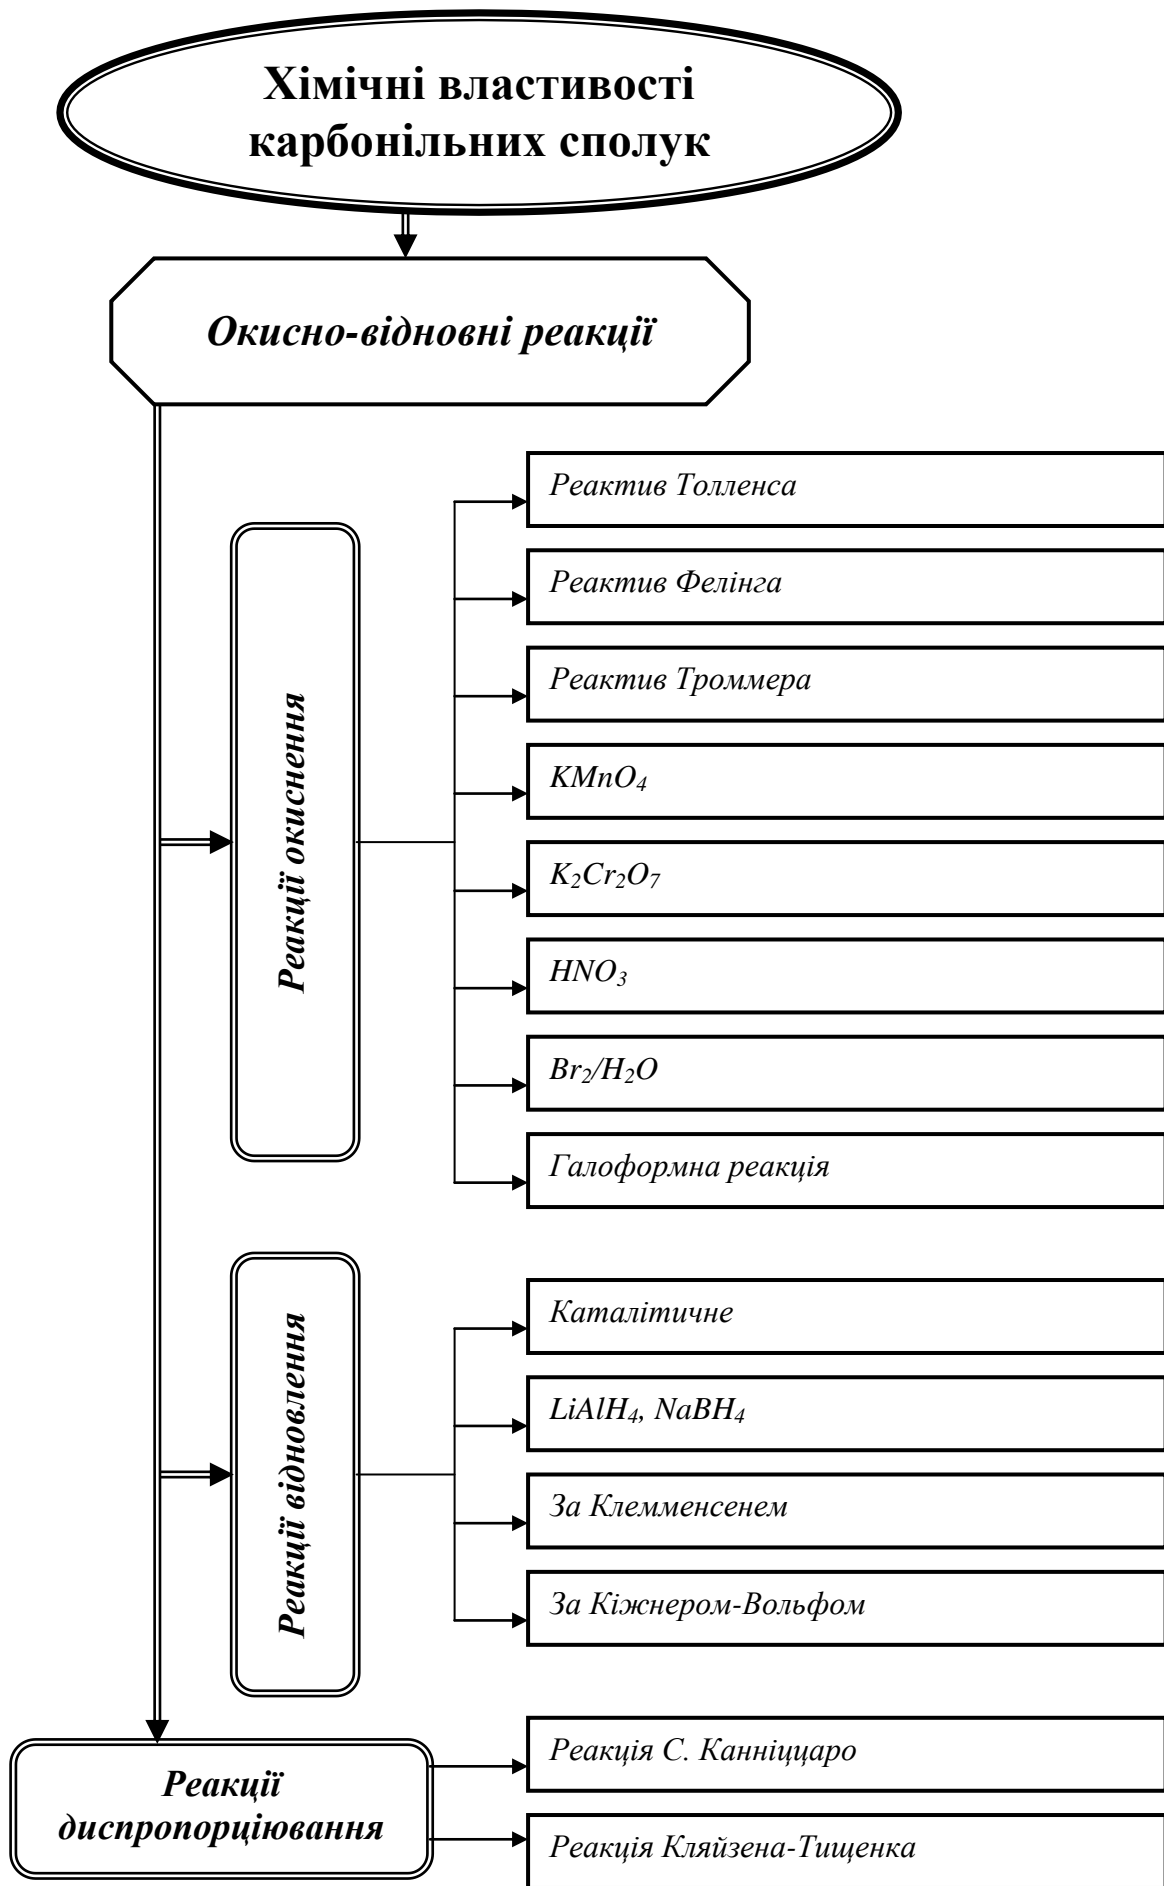 Хімічні властивості
карбонільних сполук
Окисно-відновні реакції
Реакції окиснення
Реактив Толленса
Реактив Фелінга
Реактив Троммера
KMnO₄
K₂Cr₂O₇
HNO₃
Br₂/H₂O
Галоформна реакція
Реакції відновлення
Каталітичне
LiAlH₄, NaBH₄
За Клемменсенем
За Кіжнером-Вольфом
Реакції
диспропорціювання
Реакція С. Канніццаро
Реакція Кляйзена-Тищенка